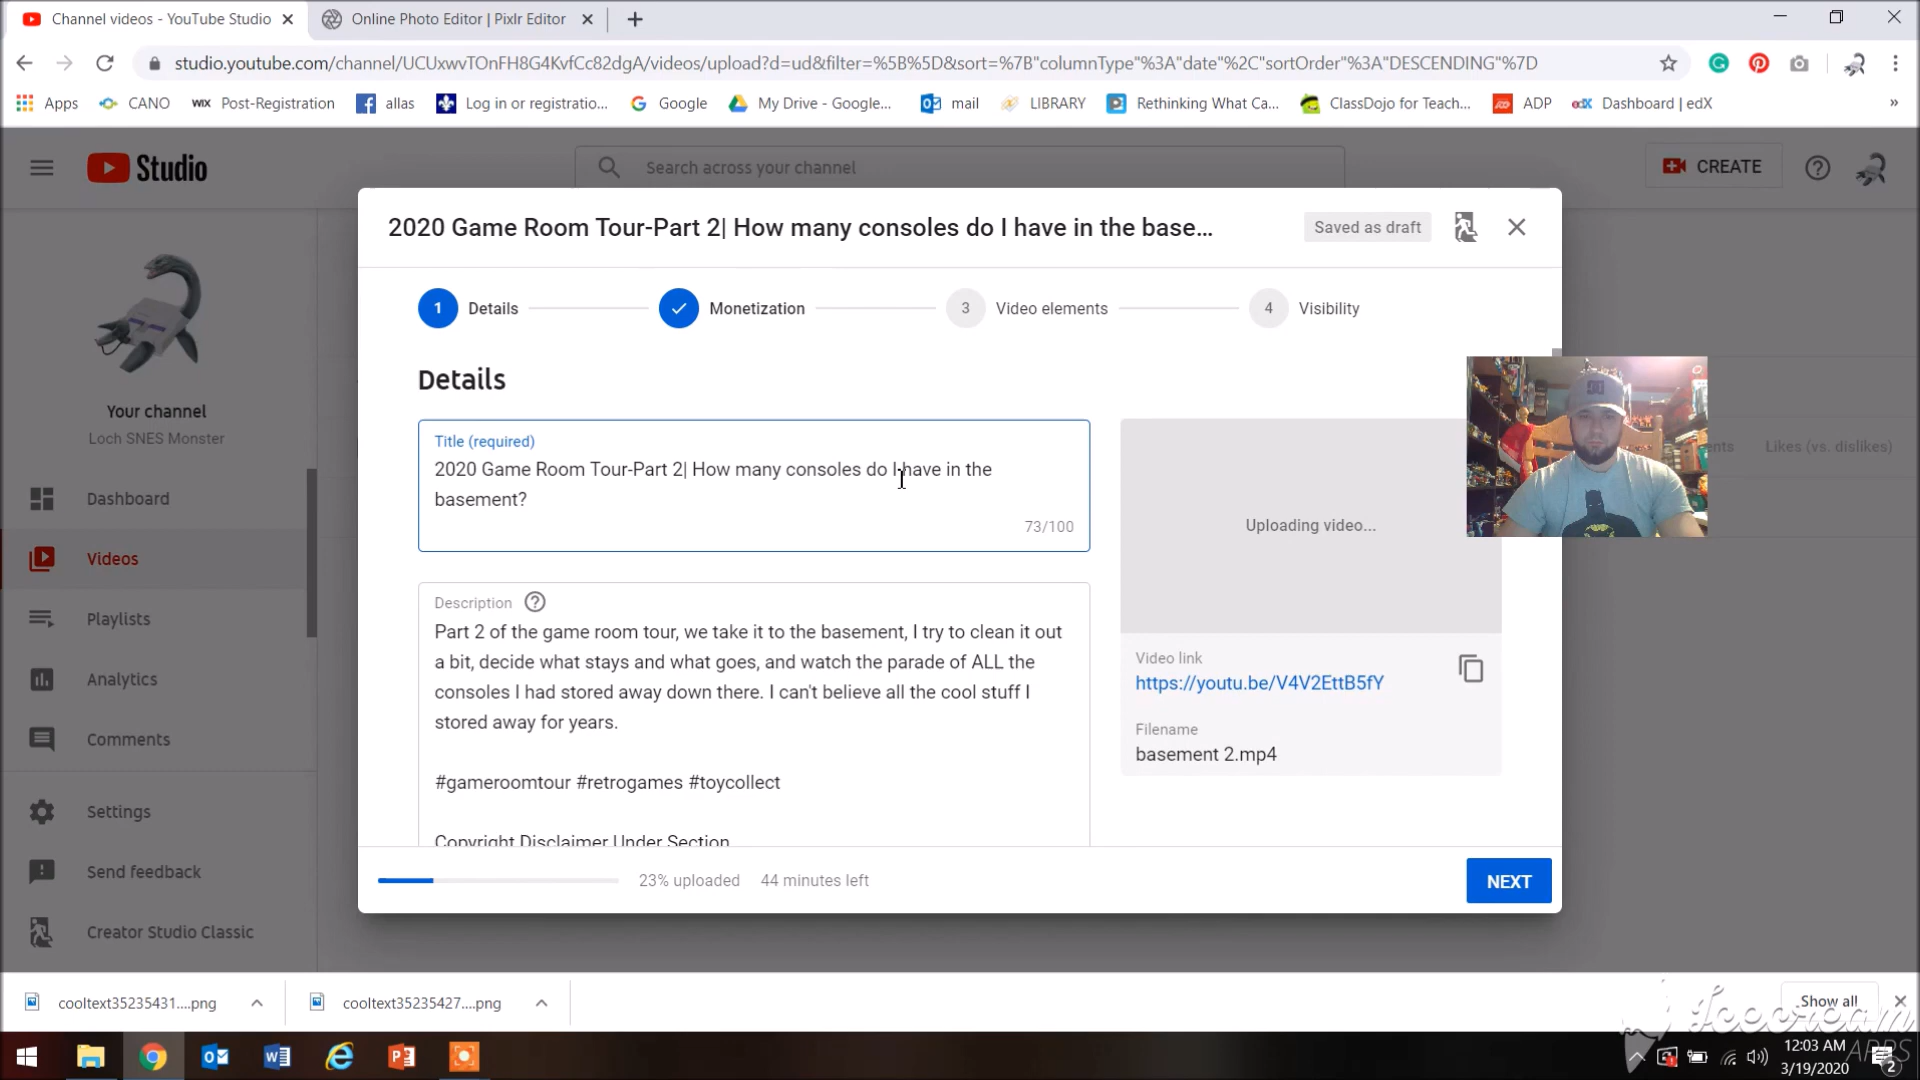 Channel videos - YouTube Studio
Online Photo Editor | Pixlr Editor
studio.youtube.com/channel/UCUxwvTOnFH8G4KvfCc82dgA/videos/upload?d=ud&filter=%5B%5D&sort=%7B"columnType"%3A"date"%2C"sortOrder"%3A"DESCENDING"%7D
Apps CANO WIX Post-Registration allas Log in or registratio... Google My Drive - Google... mail LIBRARY Rethinking What Ca... ClassDojo for Teach... ADP edX Dashboard | edX »
Studio
Search across your channel
CREATE
2020 Game Room Tour-Part 2| How many consoles do I have in the base...
Saved as draft
1 Details
Monetization
3 Video elements
4 Visibility
Your channel
Loch SNES Monster
Dashboard
Videos
Playlists
Analytics
Comments
Settings
Send feedback
Creator Studio Classic
Details
Title (required)
2020 Game Room Tour-Part 2| How many consoles do I have in the
basement?
73/100
Description ?
Part 2 of the game room tour, we take it to the basement, I try to clean it out
a bit, decide what stays and what goes, and watch the parade of ALL the
consoles I had stored away down there. I can't believe all the cool stuff I
stored away for years.
#gameroomtour #retrogames #toycollect
Copyright Disclaimer Under Section
Uploading video...
Video link
https://youtu.be/V4V2EttB5fY
Filename
basement 2.mp4
Likes (vs. dislikes)
23% uploaded 44 minutes left
NEXT
cooltext35235431....png
cooltext35235427....png
Show all
Icecream
APPS
12:03 AM
3/19/2020
2